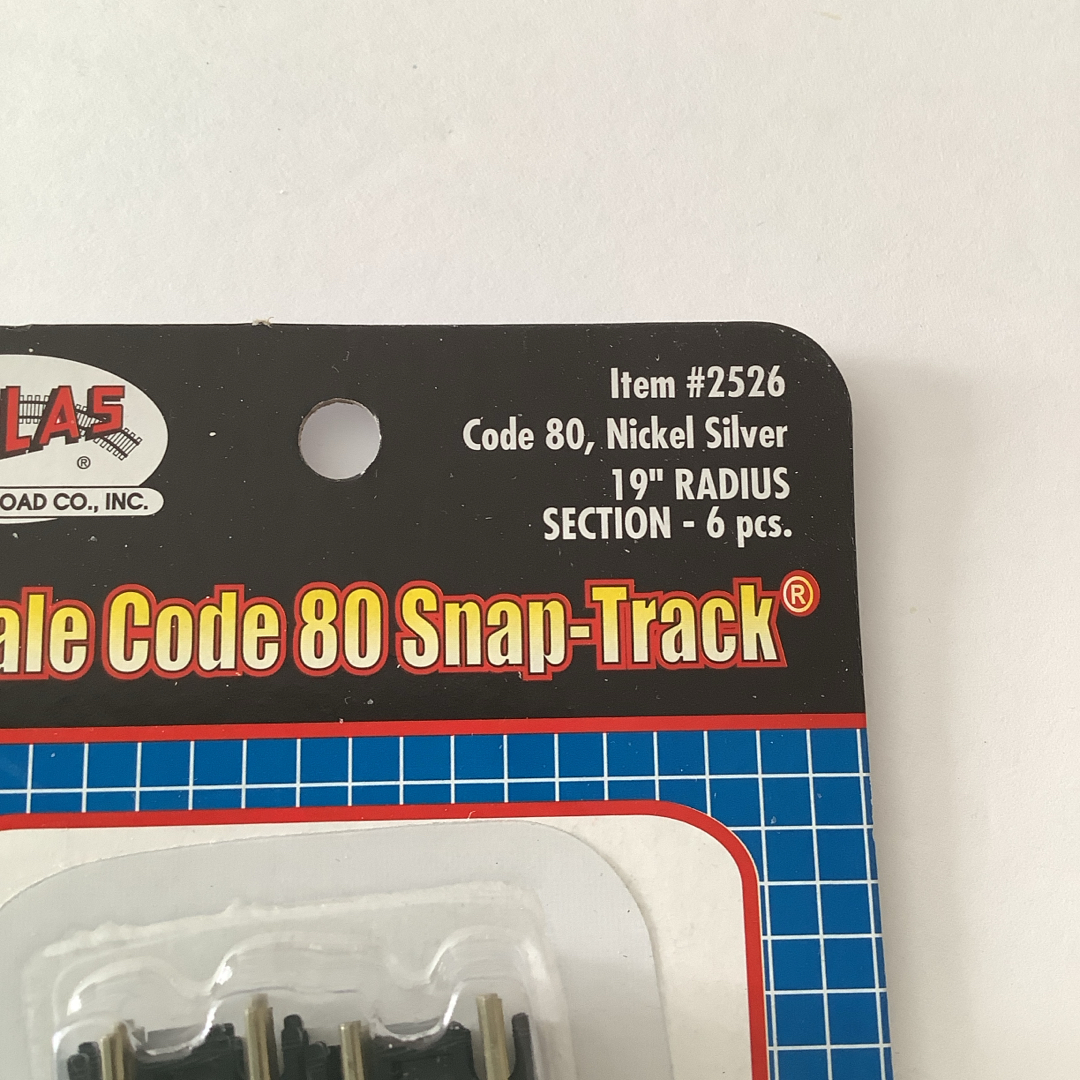 LAS
®
OAD CO., INC.
Item #2526
Code 80, Nickel Silver
19" RADIUS
SECTION - 6 pcs.
ale Code 80 Snap-Track®